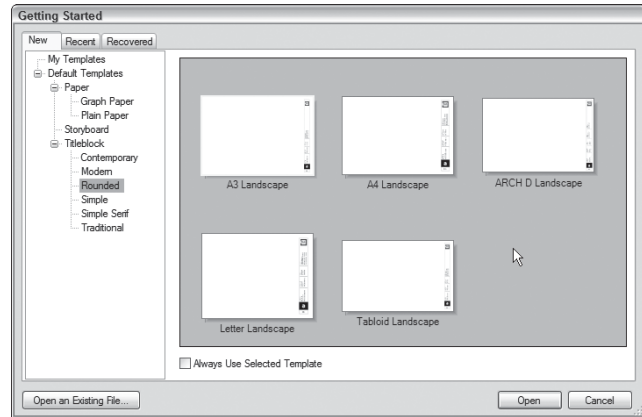 Getting Started
New Recent Recovered
My Templates
Default Templates
Paper
Graph Paper
Plain Paper
Storyboard
Titleblock
Contemporary
Modern
Rounded
Simple
Simple Serif
Traditional
A3 Landscape
A4 Landscape
ARCH D Landscape
Letter Landscape
Tabloid Landscape
Always Use Selected Template
Open an Existing File...
Open
Cancel